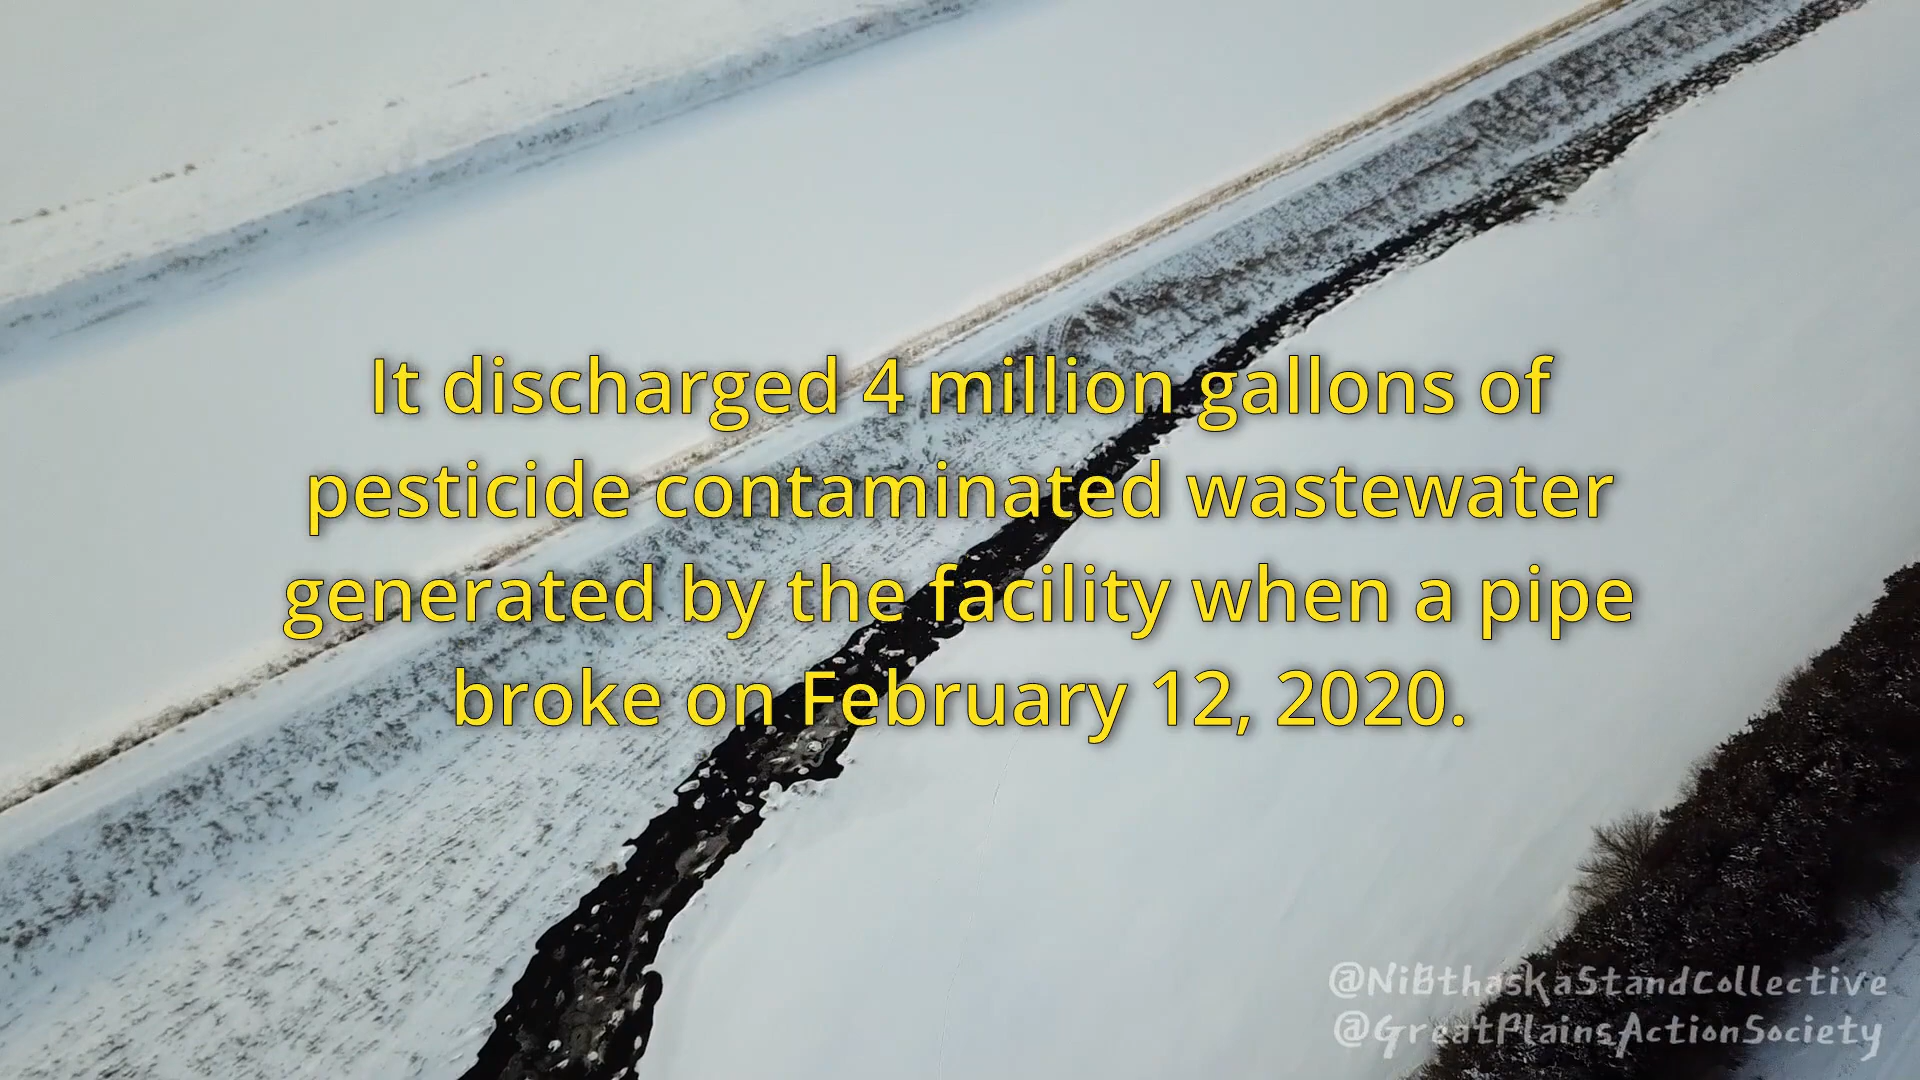 It discharged 4 million gallons of
pesticide contaminated wastewater
generated by the facility when a pipe
broke on February 12, 2020.
@NiBthaskaStandCollective
@GreatPlainsActionSociety